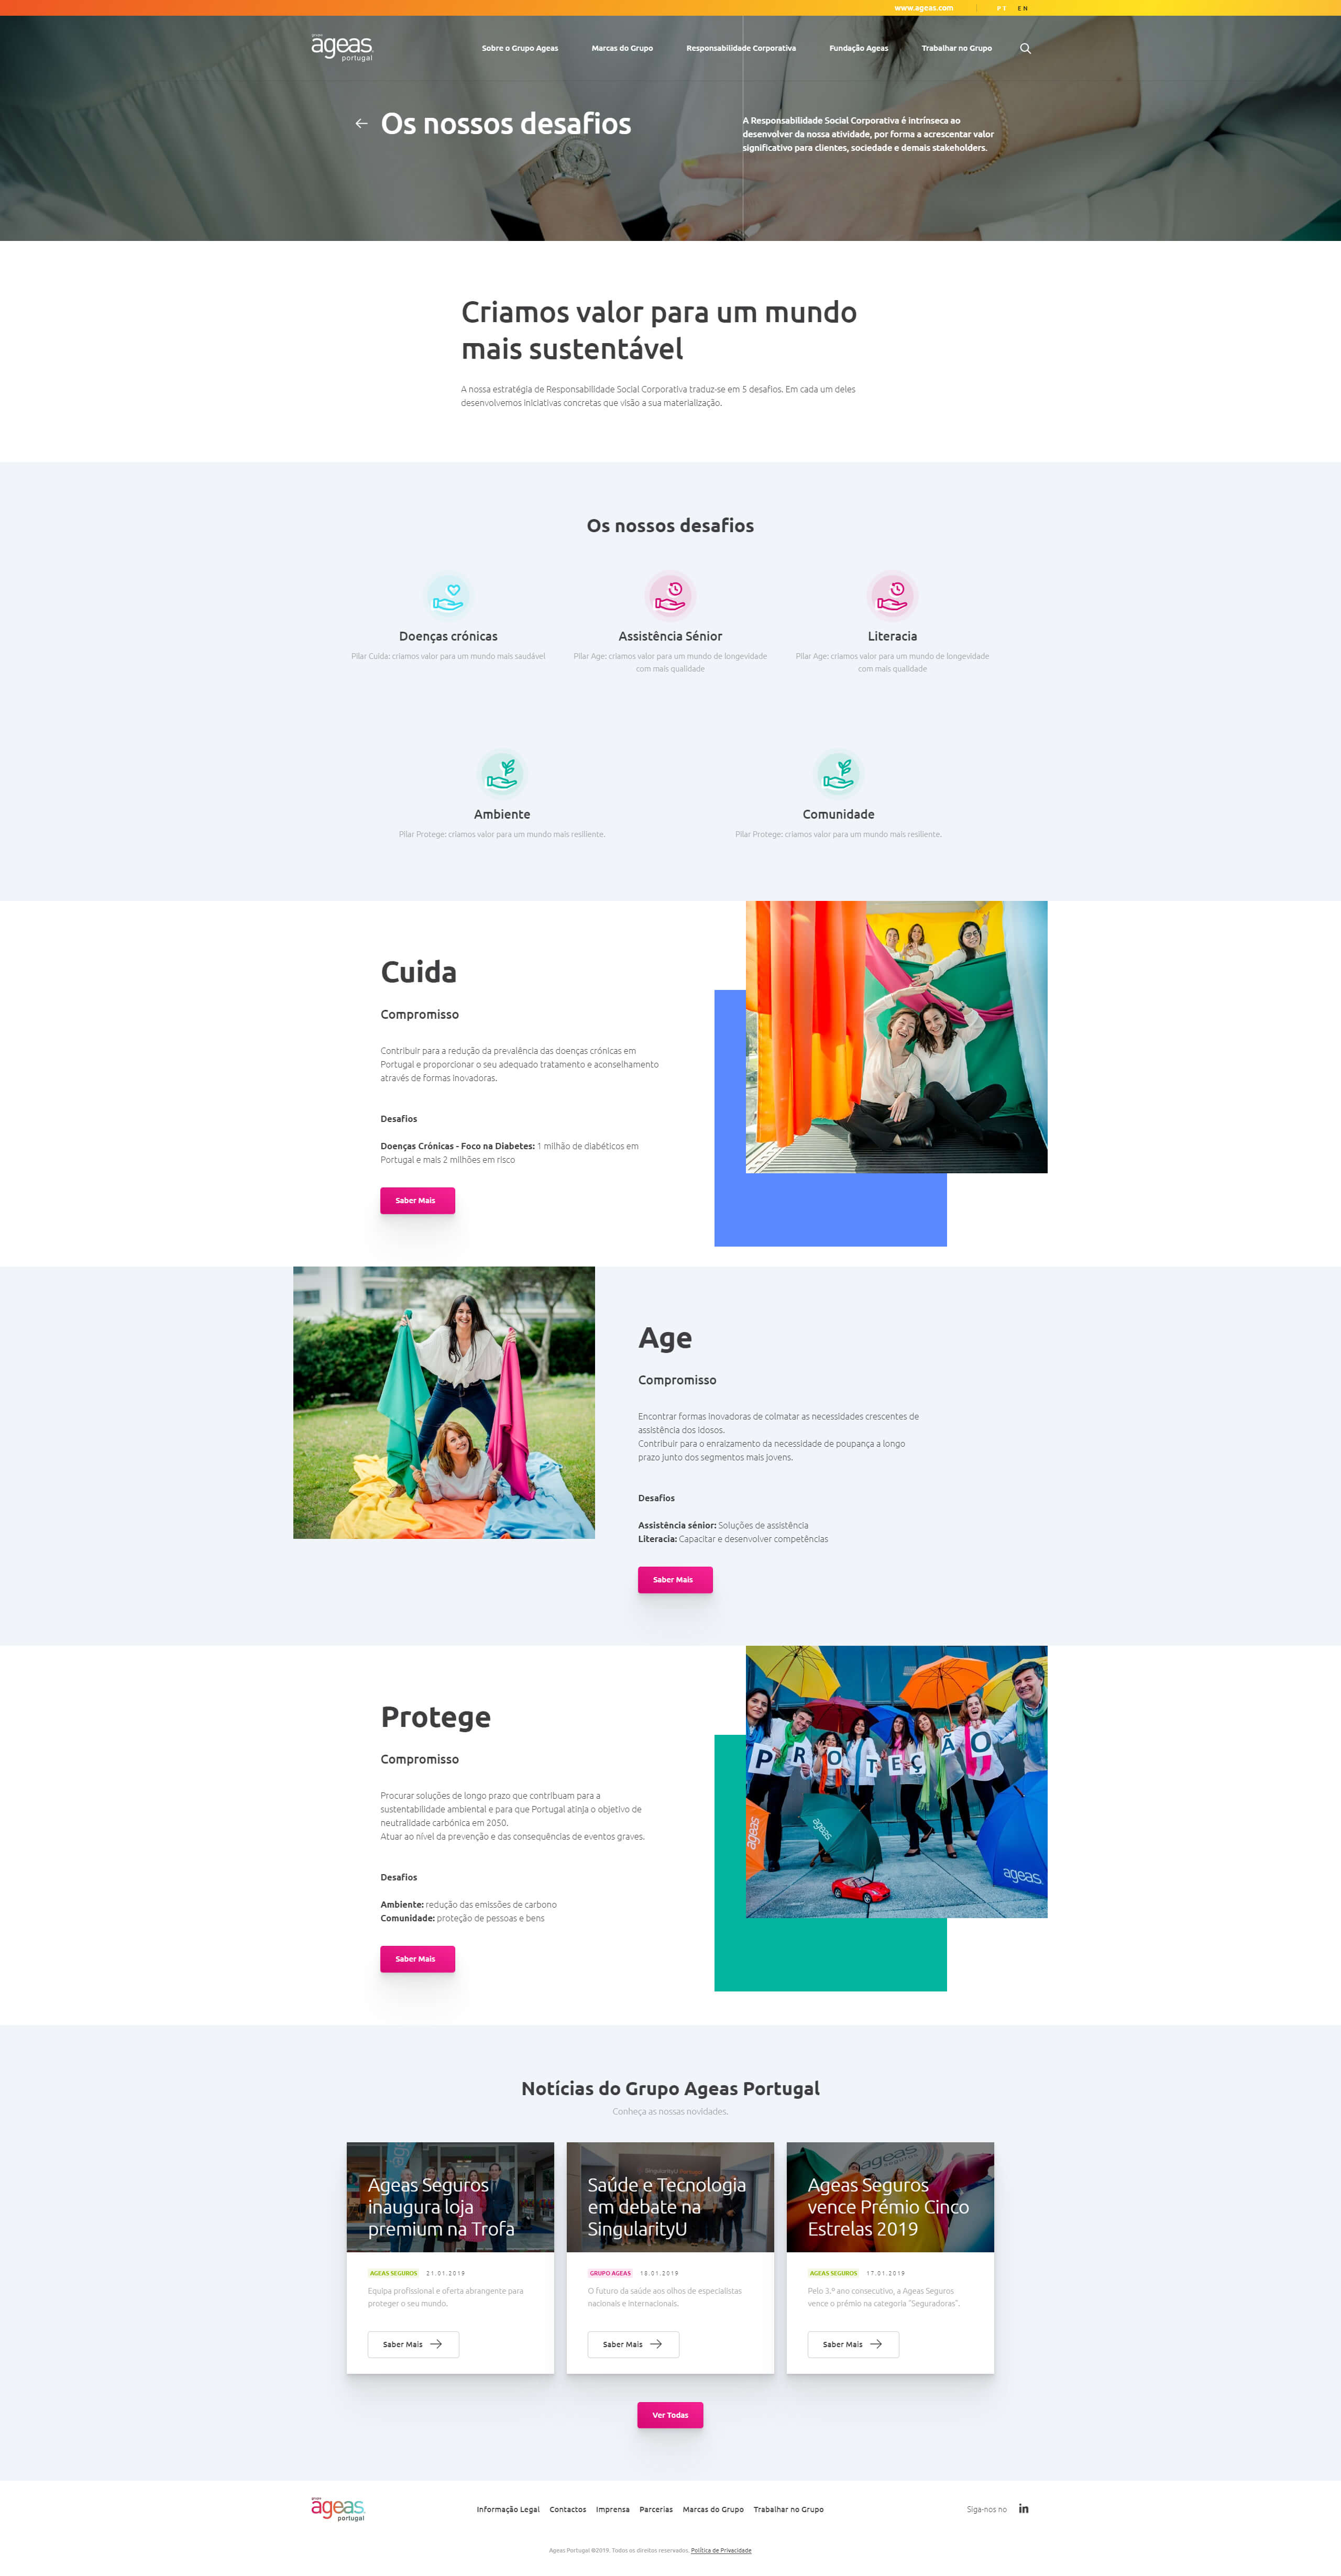 www.ageas.com | PT EN
grupo
ageas
portugal
Sobre o Grupo Ageas Marcas do Grupo Responsabilidade Corporativa Fundação Ageas Trabalhar no Grupo
Os nossos desafios
A Responsabilidade Social Corporativa é intrínseca ao
desenvolver da nossa atividade, por forma a acrescentar valor
significativo para clientes, sociedade e demais stakeholders.
Criamos valor para um mundo
mais sustentável
A nossa estratégia de Responsabilidade Social Corporativa traduz-se em 5 desafios. Em cada um deles
desenvolvemos iniciativas concretas que visão a sua materialização.
Os nossos desafios
Doenças crónicas
Pilar Cuida: criamos valor para um mundo mais saudável
Assistência Sénior
Pilar Age: criamos valor para um mundo de longevidade
com mais qualidade
Literacia
Pilar Age: criamos valor para um mundo de longevidade
com mais qualidade
Ambiente
Pilar Protege: criamos valor para um mundo mais resiliente.
Comunidade
Pilar Protege: criamos valor para um mundo mais resiliente.
Cuida
Compromisso
Contribuir para a redução da prevalência das doenças crónicas em
Portugal e proporcionar o seu adequado tratamento e aconselhamento
através de formas inovadoras.
Desafios
Doenças Crónicas - Foco na Diabetes: 1 milhão de diabéticos em
Portugal e mais 2 milhões em risco
Saber Mais
Age
Compromisso
Encontrar formas inovadoras de colmatar as necessidades crescentes de
assistência dos idosos.
Contribuir para o enraizamento da necessidade de poupança a longo
prazo junto dos segmentos mais jovens.
Desafios
Assistência sénior: Soluções de assistência
Literacia: Capacitar e desenvolver competências
Saber Mais
Protege
Compromisso
Procurar soluções de longo prazo que contribuam para a
sustentabilidade ambiental e para que Portugal atinja o objetivo de
neutralidade carbónica em 2050.
Atuar ao nível da prevenção e das consequências de eventos graves.
Desafios
Ambiente: redução das emissões de carbono
Comunidade: proteção de pessoas e bens
Saber Mais
PROTEÇÃO
ageas
ageas
ageas
Notícias do Grupo Ageas Portugal
Conheça as nossas novidades.
Ageas Seguros
inaugura loja
premium na Trofa
AGEAS SEGUROS 21.01.2019
Equipa profissional e oferta abrangente para
proteger o seu mundo.
Saber Mais
Saúde e Tecnologia
em debate na
SingularityU
GRUPO AGEAS 18.01.2019
O futuro da saúde aos olhos de especialistas
nacionais e internacionais.
Saber Mais
ageas
seguros
Ageas Seguros
vence Prémio Cinco
Estrelas 2019
AGEAS SEGUROS 17.01.2019
Pelo 3.º ano consecutivo, a Ageas Seguros
vence o prémio na categoria "Seguradoras".
Saber Mais
Ver Todas
grupo
ageas
portugal
Informação Legal Contactos Imprensa Parcerias Marcas do Grupo Trabalhar no Grupo
Siga-nos no in
Ageas Portugal ©2019. Todos os direitos reservados. Política de Privacidade